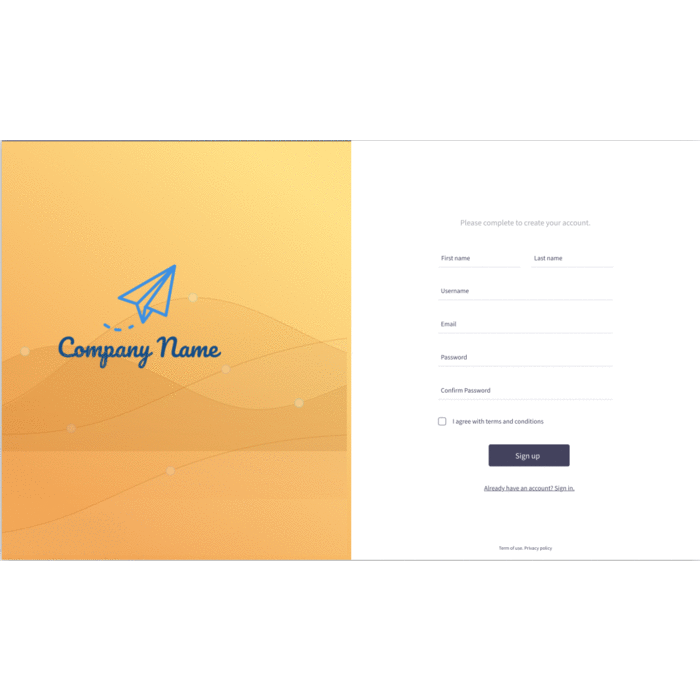 Company Name
Please complete to create your account.
First name Last name
Username
Email
Password
Confirm Password
I agree with terms and conditions
Sign up
Already have an account? Sign in.
Term of use. Privacy policy